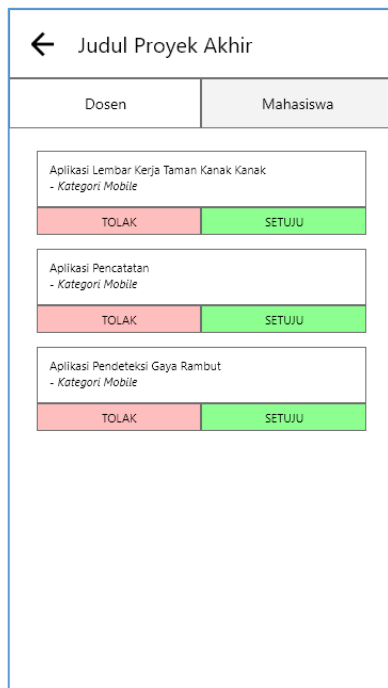 Judul Proyek Akhir
Dosen
Mahasiswa
Aplikasi Lembar Kerja Taman Kanak Kanak
- Kategori Mobile
TOLAK
SETUJU
Aplikasi Pencatatan
- Kategori Mobile
TOLAK
SETUJU
Aplikasi Pendeteksi Gaya Rambut
- Kategori Mobile
TOLAK
SETUJU